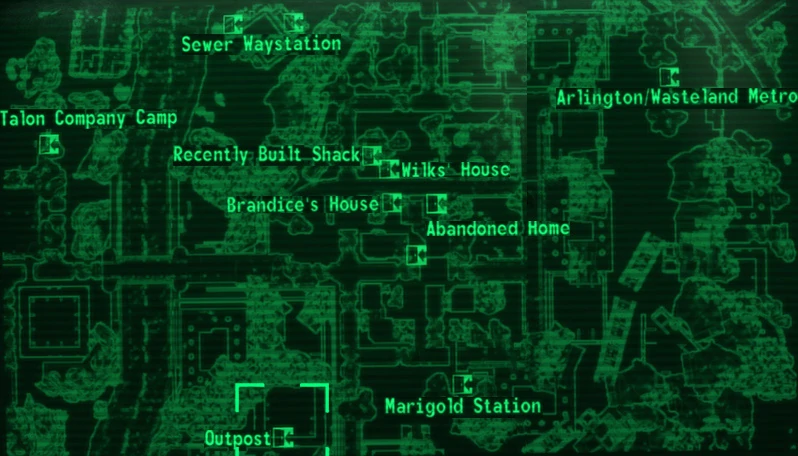 Sewer Waystation
Arlington/Wasteland Metro
Talon Company Camp
Recently Built Shack
Wilks' House
Brandice's House
Abandoned Home
Marigold Station
Outpost